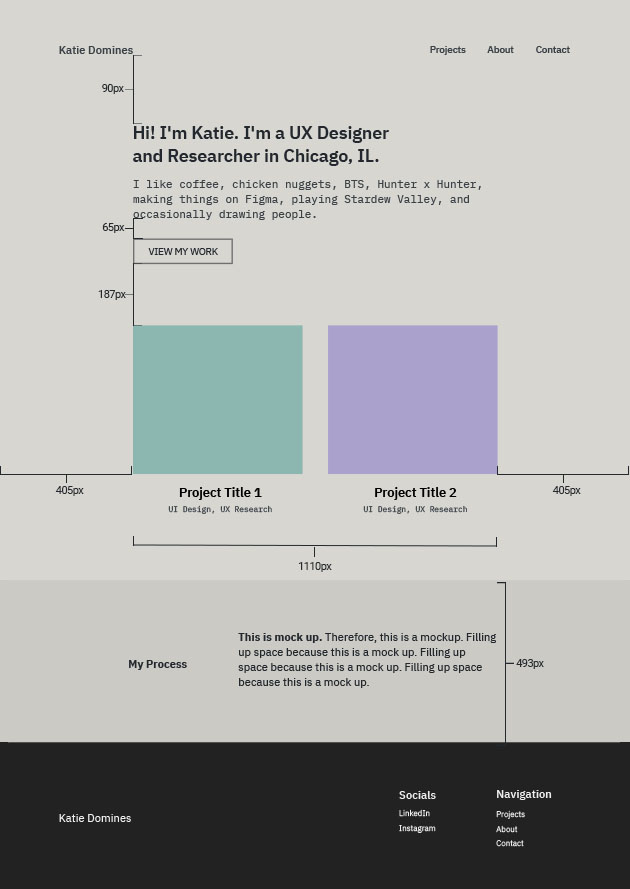 Katie Domines
Projects About Contact
90px
Hi! I'm Katie. I'm a UX Designer
and Researcher in Chicago, IL.
I like coffee, chicken nuggets, BTS, Hunter x Hunter,
making things on Figma, playing Stardew Valley, and
occasionally drawing people.
65px
VIEW MY WORK
187px
405px
405px
Project Title 1
UI Design, UX Research
Project Title 2
UI Design, UX Research
1110px
My Process
This is mock up. Therefore, this is a mockup. Filling
up space because this is a mock up. Filling up
space because this is a mock up. Filling up space
because this is a mock up.
493px
Katie Domines
Socials
LinkedIn
Instagram
Navigation
Projects
About
Contact